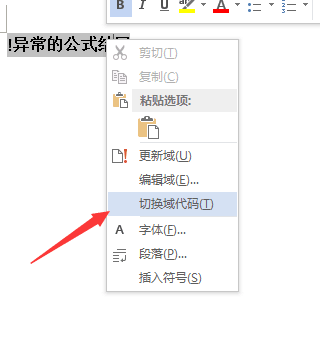 B I U A
!异常的公式结
剪切(T)
复制(C)
粘贴选项:
更新域(U)
编辑域(E)...
切换域代码(T)
A 字体(F)...
段落(P)...
插入符号(S)